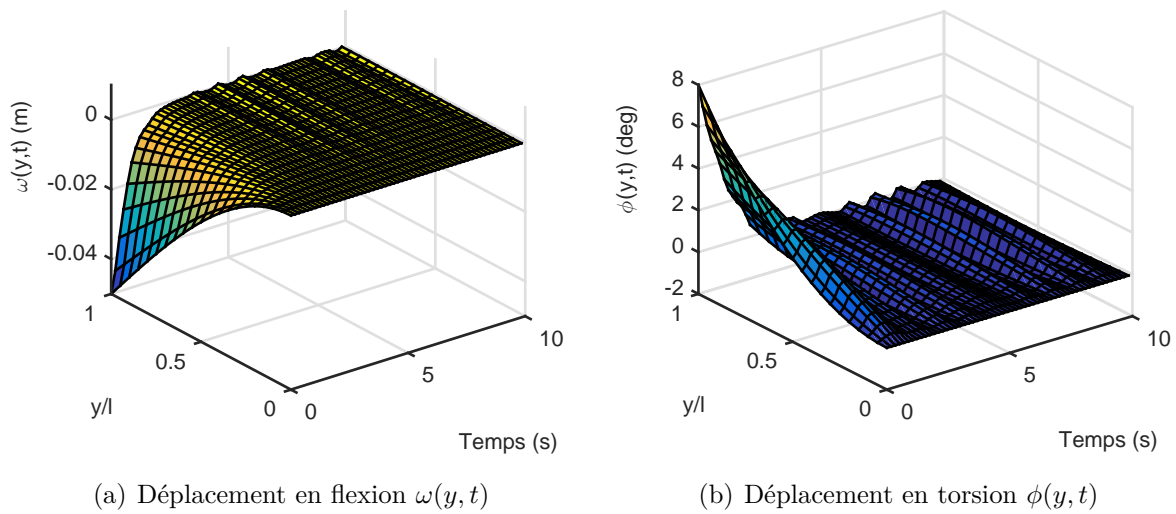 ω(y,t) (m)
0
-0.02
-0.04
1
0.5
0
y/l
0
5
10
Temps (s)
(a) Déplacement en flexion ω(y, t)
ϕ(y,t) (deg)
8
6
4
2
0
-2
1
0.5
0
y/l
0
5
10
Temps (s)
(b) Déplacement en torsion ϕ(y, t)